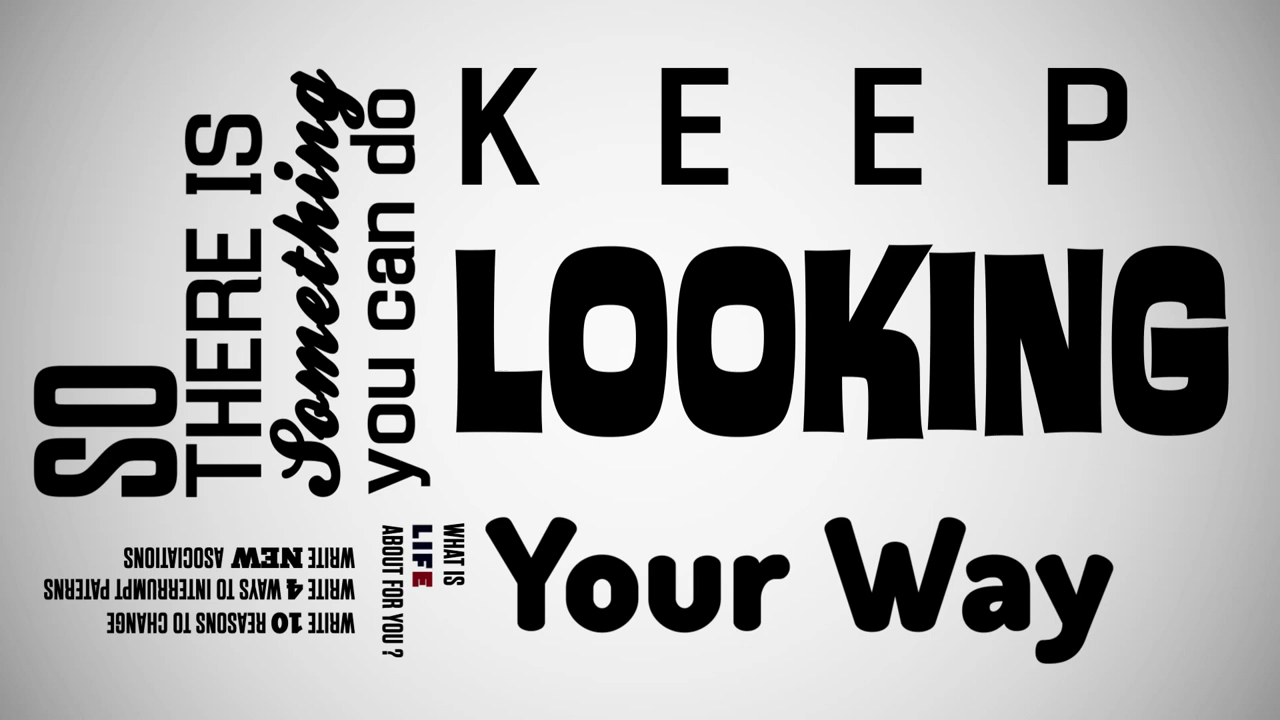 KEEP
LOOKING
Your Way
SO
THERE IS
Something
you can do
WHAT IS
LIFE
ABOUT FOR YOU ?
WRITE 10 REASONS TO CHANGE
WRITE 4 WAYS TO INTERRUMPT PATERNS
WRITE NEW ASOCIATIONS